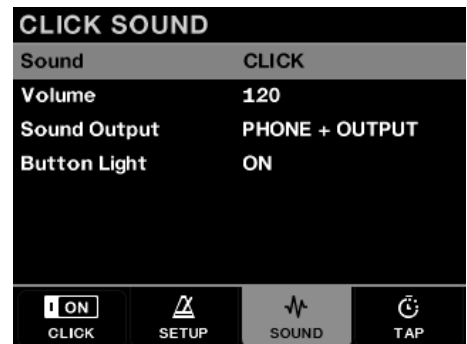 CLICK SOUND
Sound CLICK
Volume 120
Sound Output PHONE + OUTPUT
Button Light ON
I ON
CLICK SETUP SOUND TAP